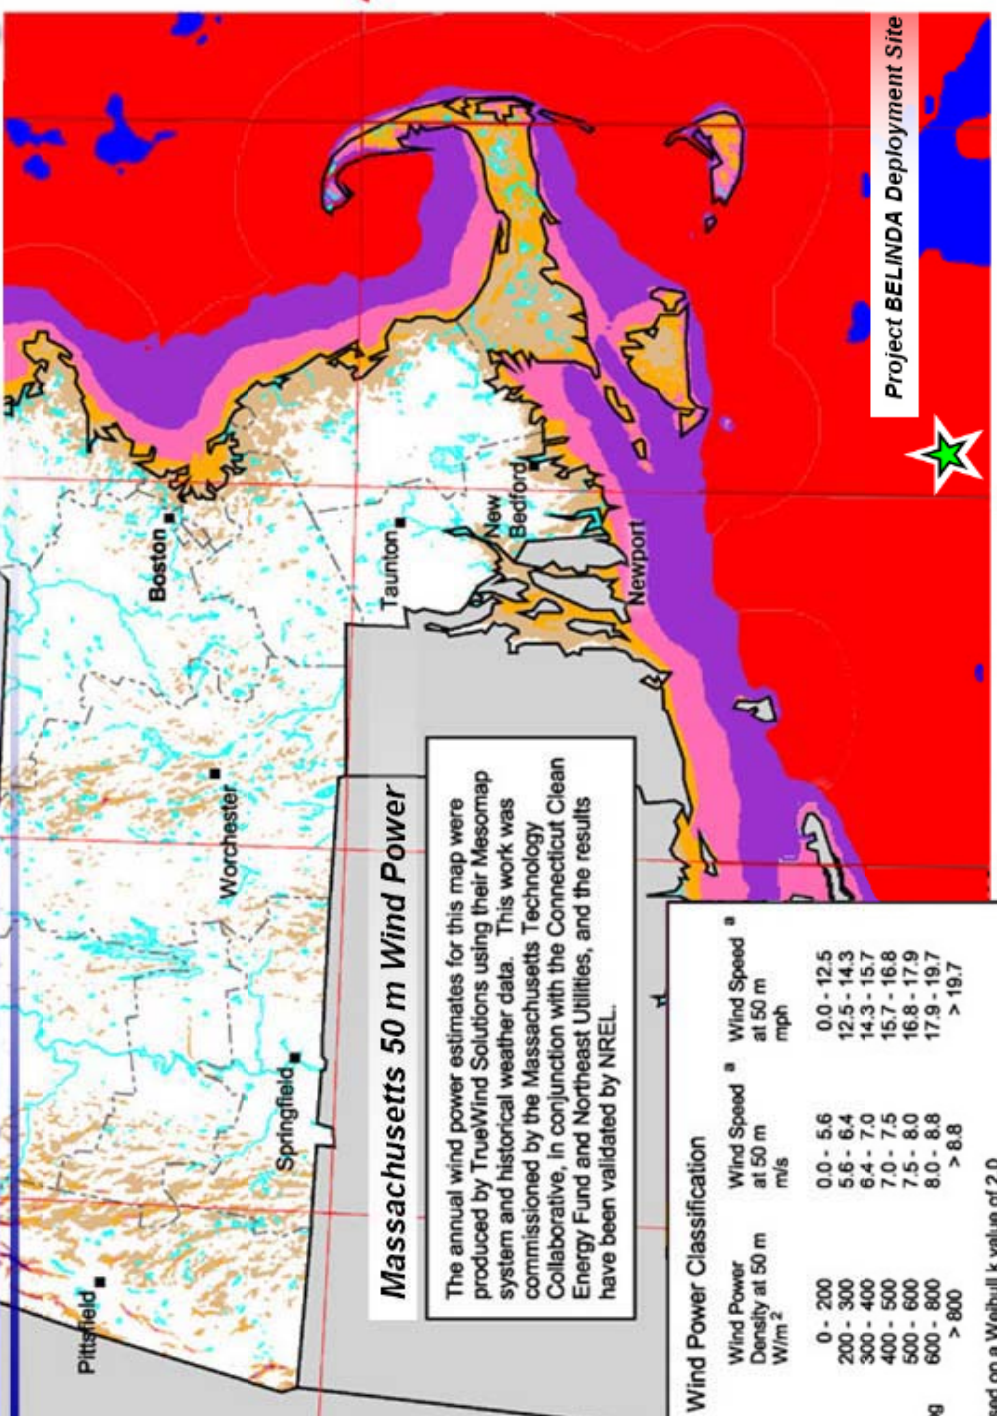 Project BELINDA Deployment Site
Boston
Taunton
New
Bedford
Newport
Worchester
Springfield
Pittsfield
Massachusetts 50 m Wind Power
The annual wind power estimates for this map were
produced by TrueWind Solutions using their Mesomap
system and historical weather data. This work was
commissioned by the Massachusetts Technology
Collaborative, in conjunction with the Connecticut Clean
Energy Fund and Northeast Utilities, and the results
have been validated by NREL.
Wind Power Classification
Wind Power Wind Speed a Wind Speed a
Density at 50 m at 50 m at 50 m
W/m2 m/s mph
0 - 200 0.0 - 5.6 0.0 - 12.5
200 - 300 5.6 - 6.4 12.5 - 14.3
300 - 400 6.4 - 7.0 14.3 - 15.7
400 - 500 7.0 - 7.5 15.7 - 16.8
500 - 600 7.5 - 8.0 16.8 - 17.9
600 - 800 8.0 - 8.8 17.9 - 19.7
> 800 > 8.8 > 19.7
on a Weibull k value of 2.0